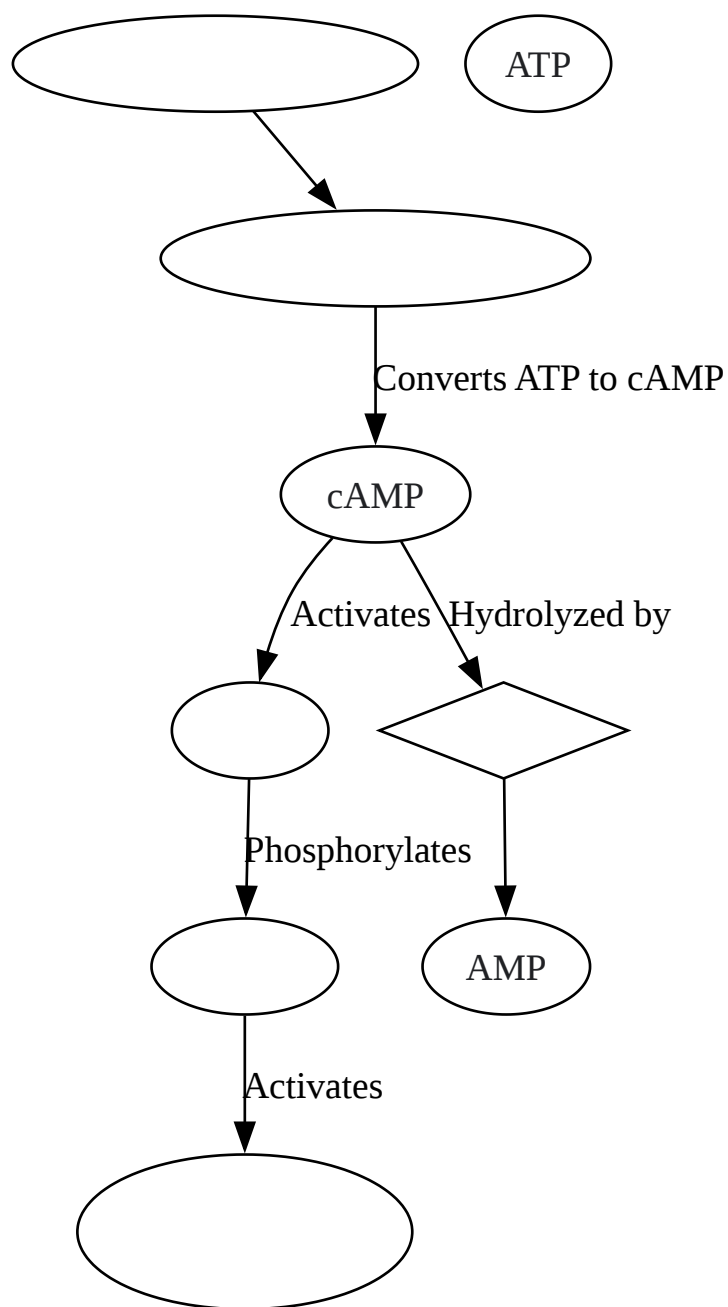 ATP
Converts ATP to cAMP
cAMP
Activates
Hydrolyzed by
Phosphorylates
AMP
Activates